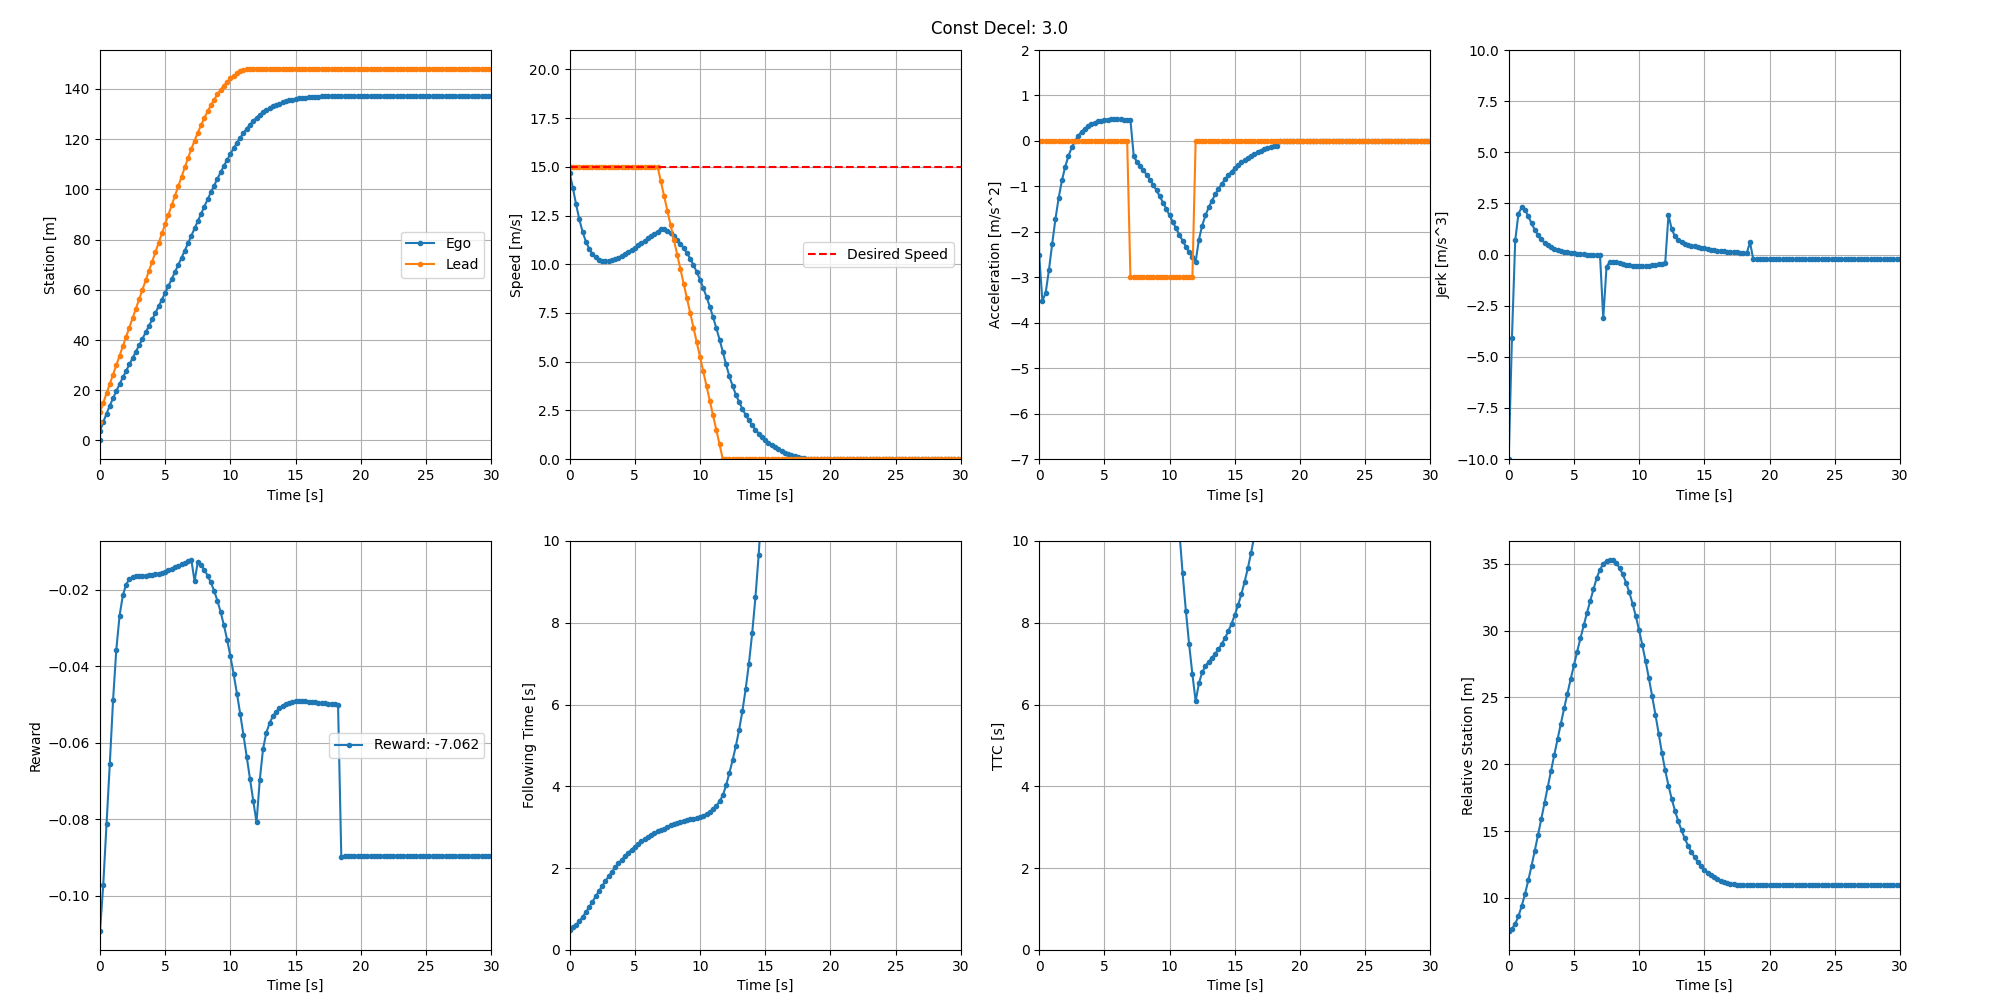 Const Decel: 3.0
Station [m]
140
120
100
80
60
40
20
0
0 5 10 15 20 25 30
Time [s]
Ego
Lead
Speed [m/s]
20.0
17.5
15.0
12.5
10.0
7.5
5.0
2.5
0.0
0 5 10 15 20 25 30
Time [s]
Desired Speed
Acceleration [m/s^2]
2
1
0
−1
−2
−3
−4
−5
−6
−7
0 5 10 15 20 25 30
Time [s]
Jerk [m/s^3]
10.0
7.5
5.0
2.5
0.0
−2.5
−5.0
−7.5
−10.0
0 5 10 15 20 25 30
Time [s]
Reward
−0.02
−0.04
−0.06
−0.08
−0.10
0 5 10 15 20 25 30
Time [s]
Reward: -7.062
Following Time [s]
10
8
6
4
2
0
0 5 10 15 20 25 30
Time [s]
TTC [s]
10
8
6
4
2
0
0 5 10 15 20 25 30
Time [s]
Relative Station [m]
35
30
25
20
15
10
0 5 10 15 20 25 30
Time [s]